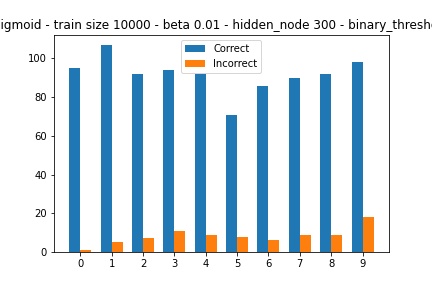 igmoid - train size 10000 - beta 0.01 - hidden_node 300 - binary_thresh
Correct
Incorrect
100
80
60
40
20
0
0 1 2 3 4 5 6 7 8 9